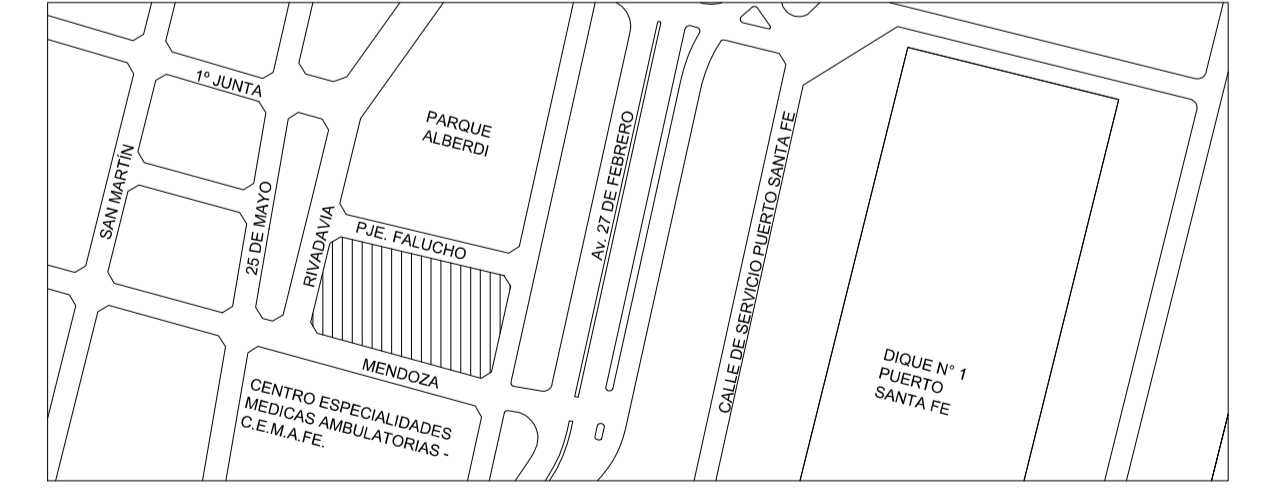 1º JUNTA
PARQUE
ALBERDI
SAN MARTÍN
25 DE MAYO
RIVADAVIA
PJE. FALUCHO
AV. 27 DE FEBRERO
CALLE DE SERVICIO PUERTO SANTA FE
MENDOZA
CENTRO ESPECIALIDADES
MEDICAS AMBULATORIAS -
C.E.M.A.FE.
DIQUE N° 1
PUERTO
SANTA FE